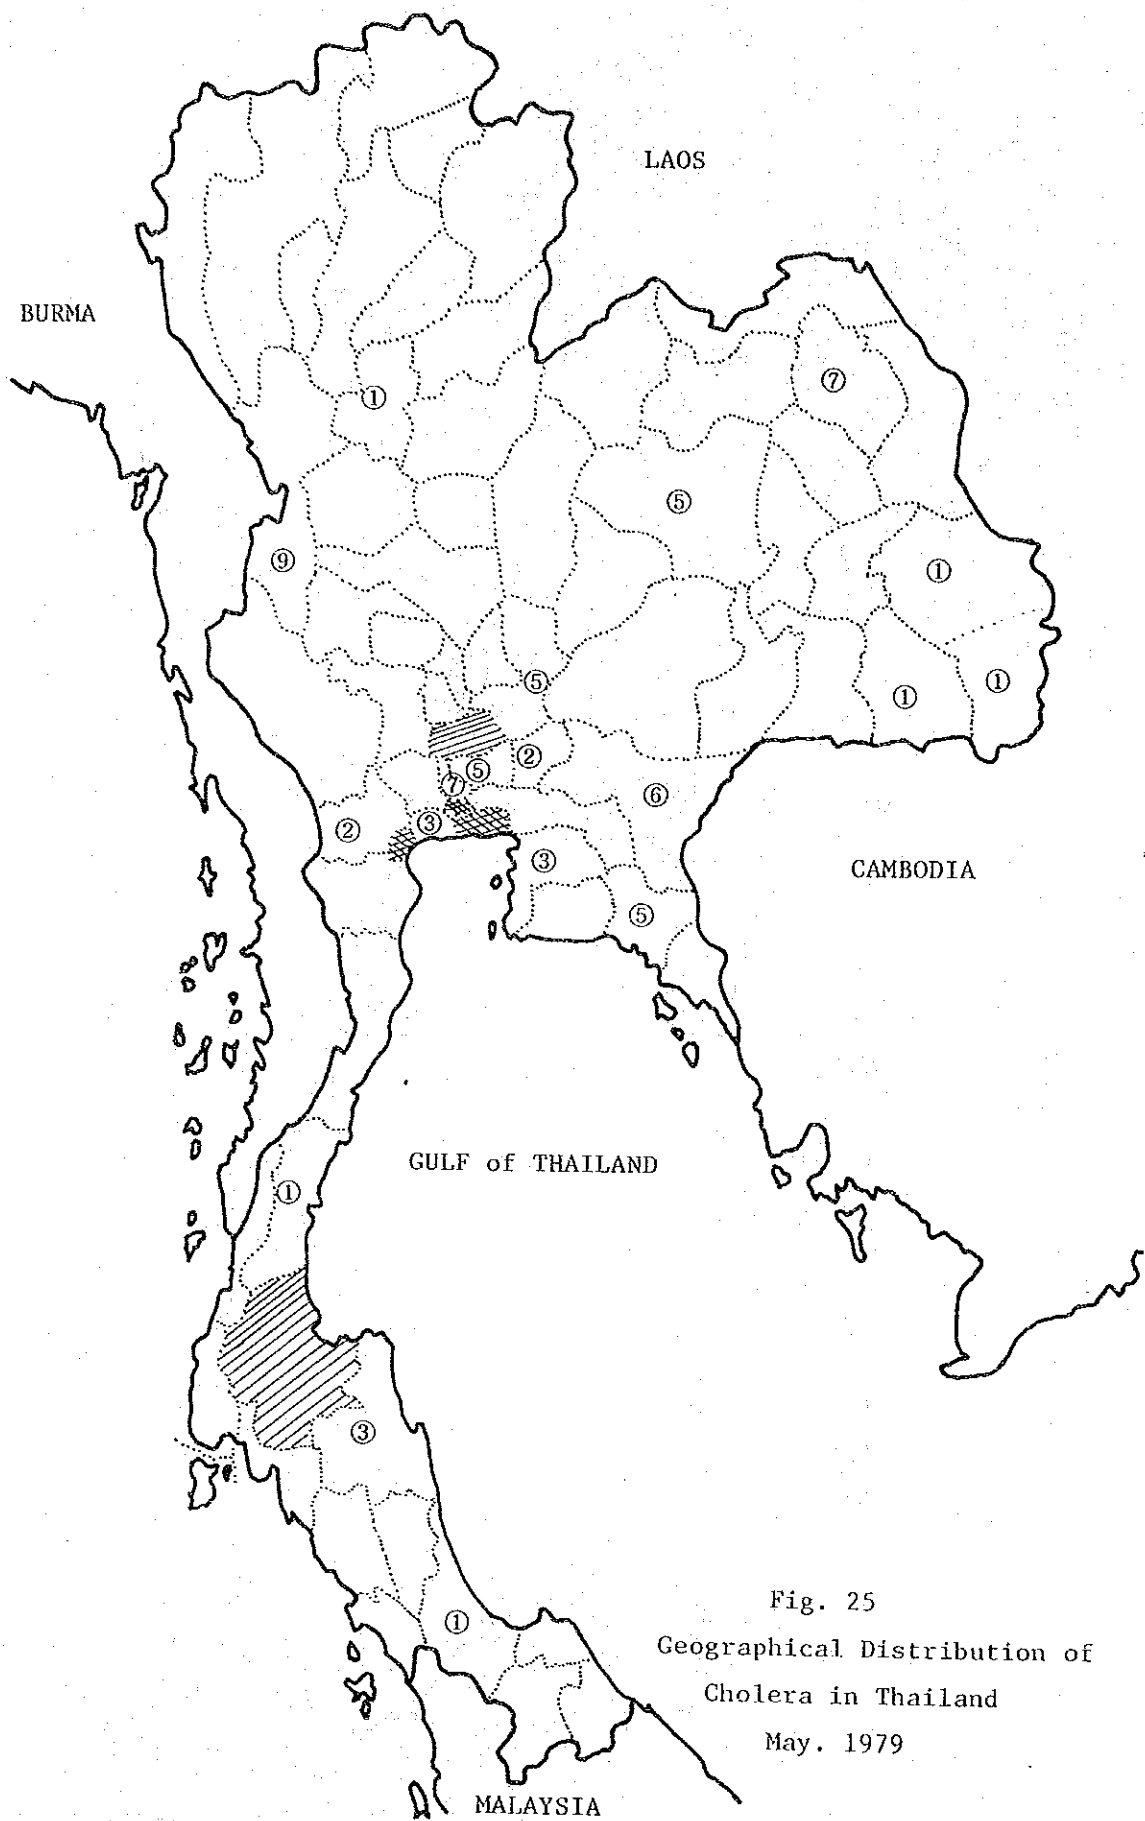 LAOS
BURMA
①
⑦
⑤
⑨
①
⑤
①
①
②
⑤
⑦
⑥
③
②
③
CAMBODIA
⑤
GULF of THAILAND
①
③
①
Fig. 25
Geographical Distribution of
Cholera in Thailand
May. 1979
MALAYSIA